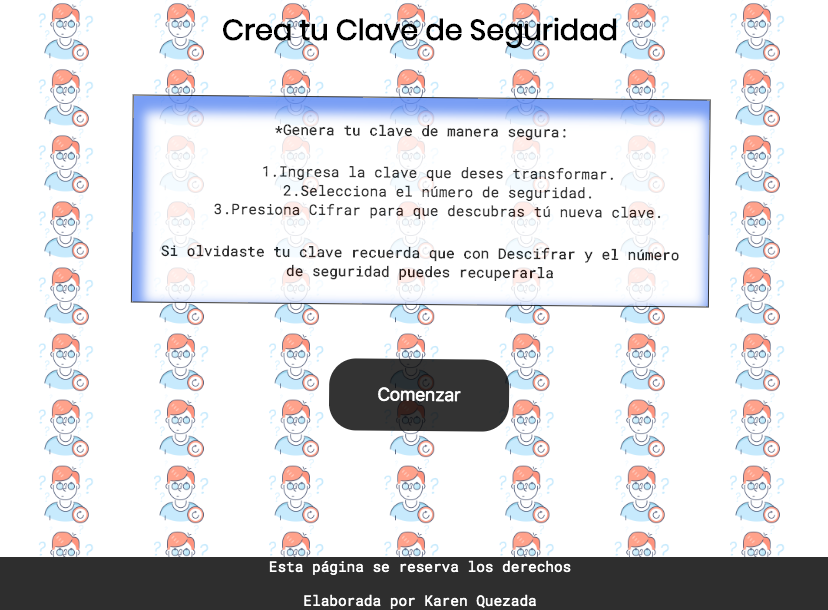 Crea tu Clave de Seguridad
*Genera tu clave de manera segura:
1.Ingresa la clave que deses transformar.
2.Selecciona el número de seguridad.
3.Presiona Cifrar para que descubras tú nueva clave.
Si olvidaste tu clave recuerda que con Descifrar y el número
de seguridad puedes recuperarla
Comenzar
Esta página se reserva los derechos
Elaborada por Karen Quezada